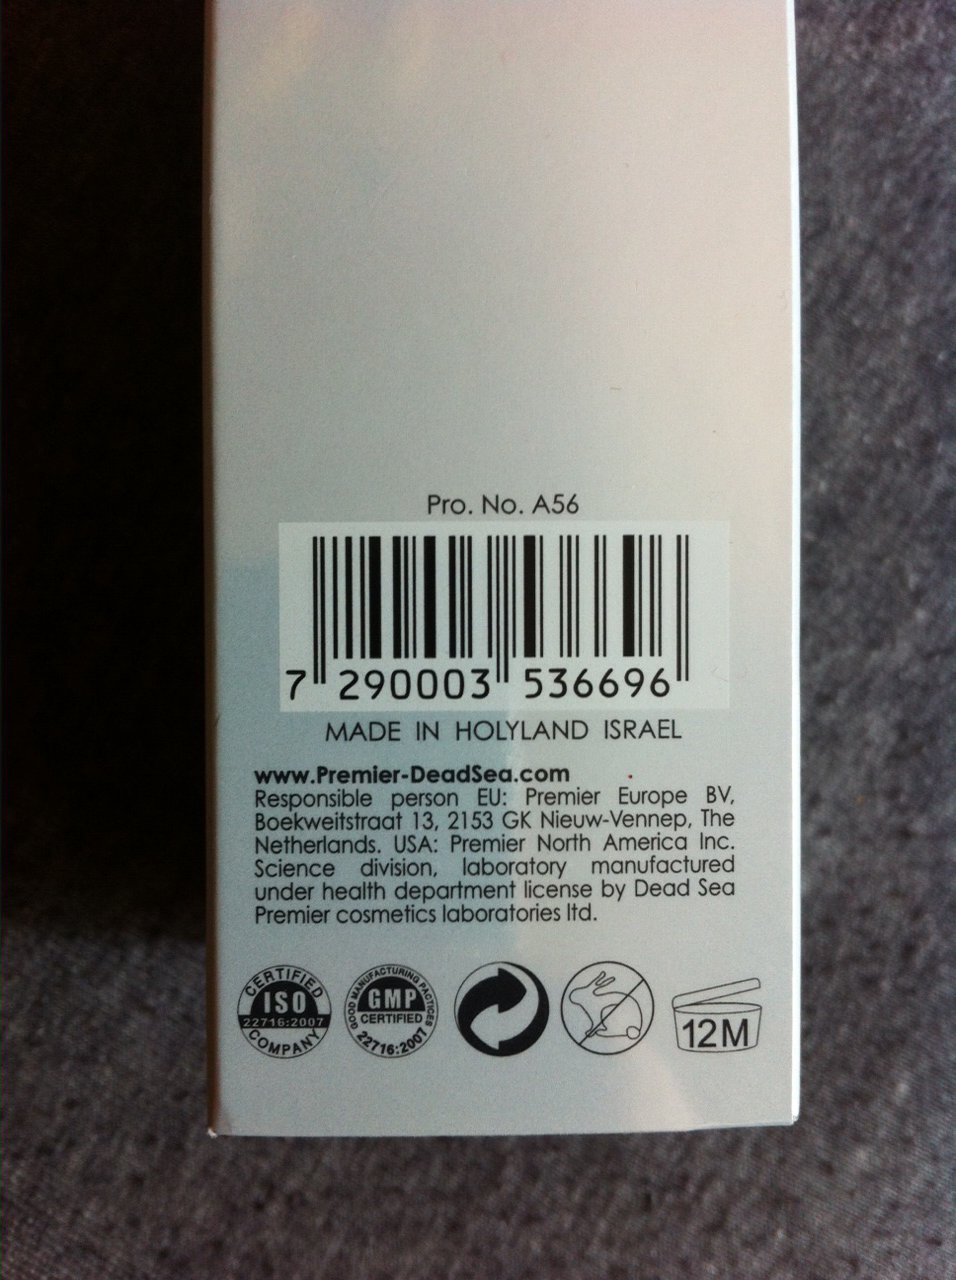 Pro. No. A56
7 290003 536696
MADE IN HOLYLAND ISRAEL
www.Premier-DeadSea.com
Responsible person EU: Premier Europe BV,
Boekweitstraat 13, 2153 GK Nieuw-Vennep, The
Netherlands. USA: Premier North America Inc.
Science division, laboratory manufactured
under health department license by Dead Sea
Premier cosmetics laboratories ltd.
CERTIFIED
ISO
22716:2007
COMPANY
GOOD MANUFACTURING PACTICES
GMP
CERTIFIED
22716:2007
12M